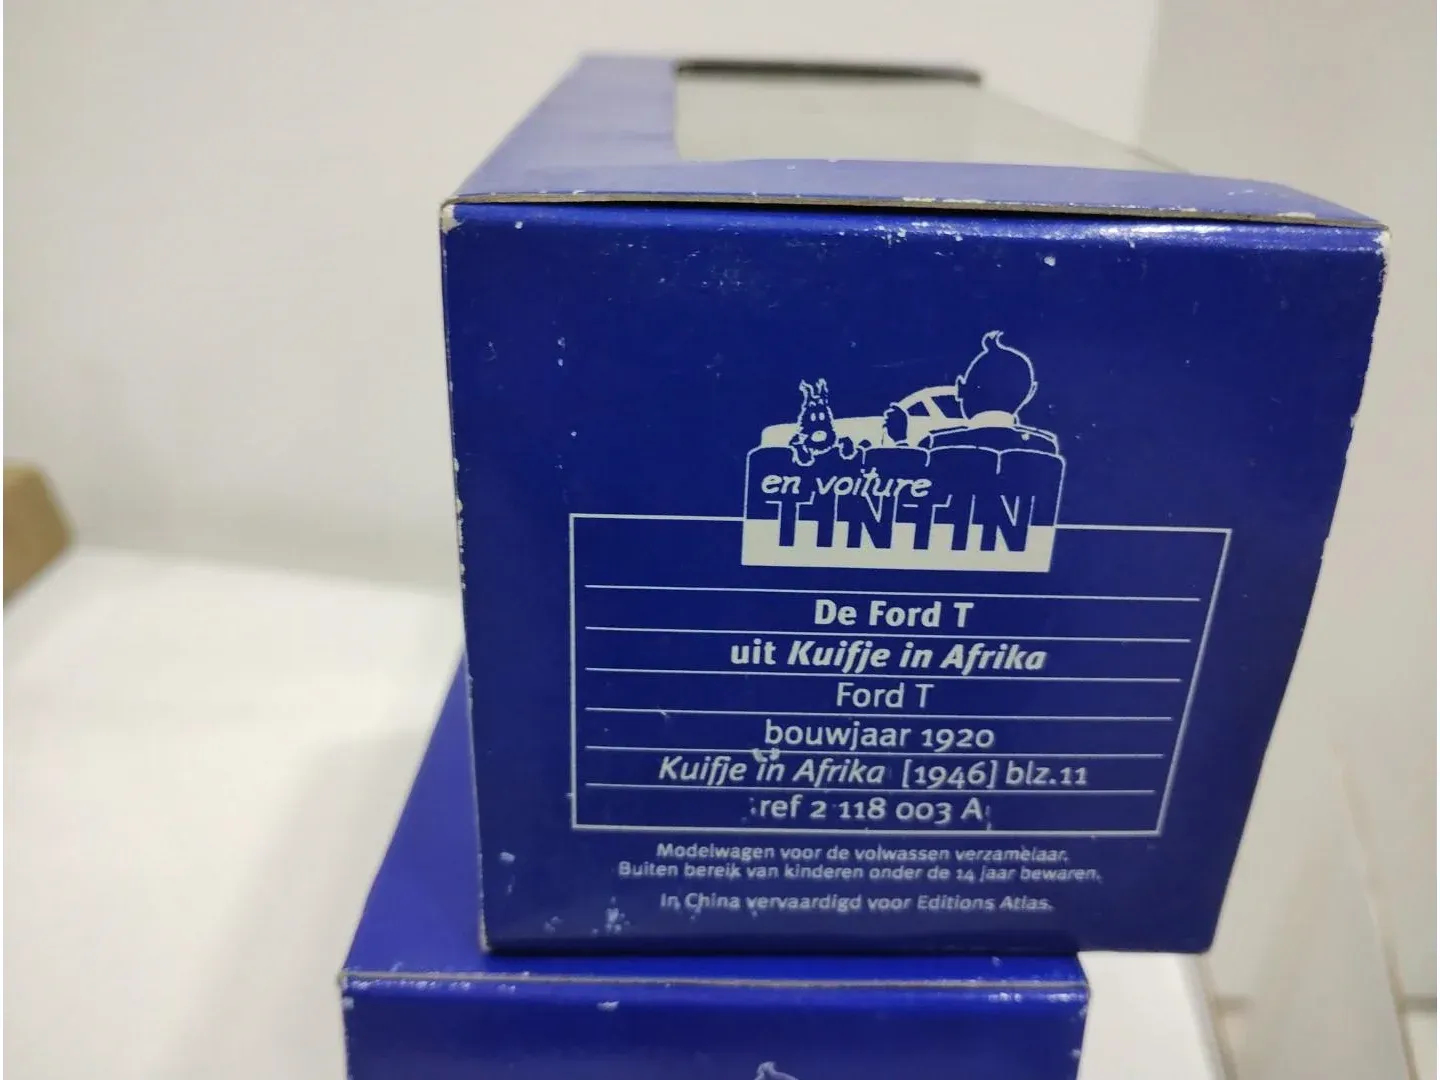 en voiture
TINTIN
De Ford T
uit Kuifje in Afrika
Ford T
bouwjaar 1920
Kuifje in Afrika [1946] blz.11
ref 2 118 003 A
Modelwagen voor de volwassen verzamelaar.
Buiten bereik van kinderen onder de 14 jaar bewaren.
In China vervaardigd voor Editions Atlas.